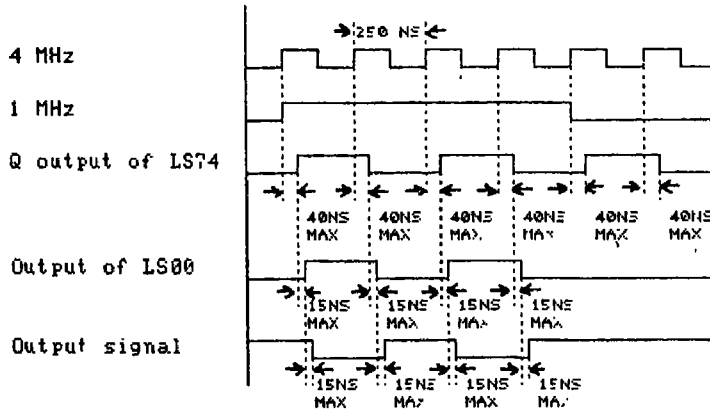 250 NS
4 MHz
1 MHz
Q output of LS74
40NS 40NS 40NS 40NS 40NS 40NS
MAX MAX MAX MAX MAX MAX
Output of LS00
15NS 15NS 15NS 15NS
MAX MAX MAX MAX
Output signal
15NS 15NS 15NS 15NS
MAX MAX MAX MAX